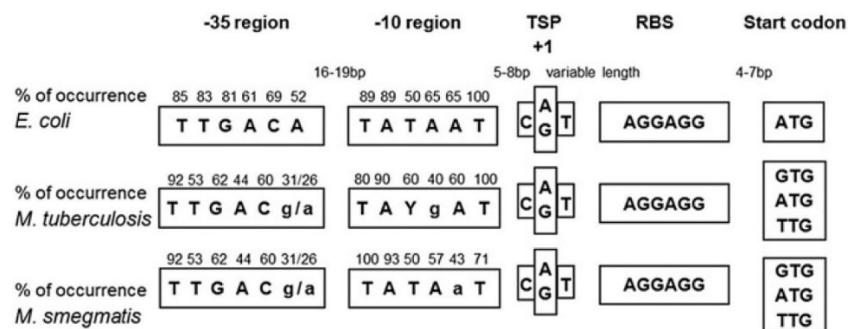 -35 region -10 region TSP RBS Start codon
+1
16-19bp 5-8bp variable length 4-7bp
% of occurrence 85 83 81 61 69 52 89 89 50 65 65 100
E. coli T T G A C A T A T A A T C A G T AGGAGG ATG
% of occurrence 92 53 62 44 60 31/26 80 90 60 40 60 100
M. tuberculosis T T G A C g/a T A Y g A T C A G T AGGAGG GTG
ATG
TTG
% of occurrence 92 53 62 44 60 31/26 100 93 50 57 43 71
M. smegmatis T T G A C g/a T A T A a T C A G T AGGAGG GTG
ATG
TTG